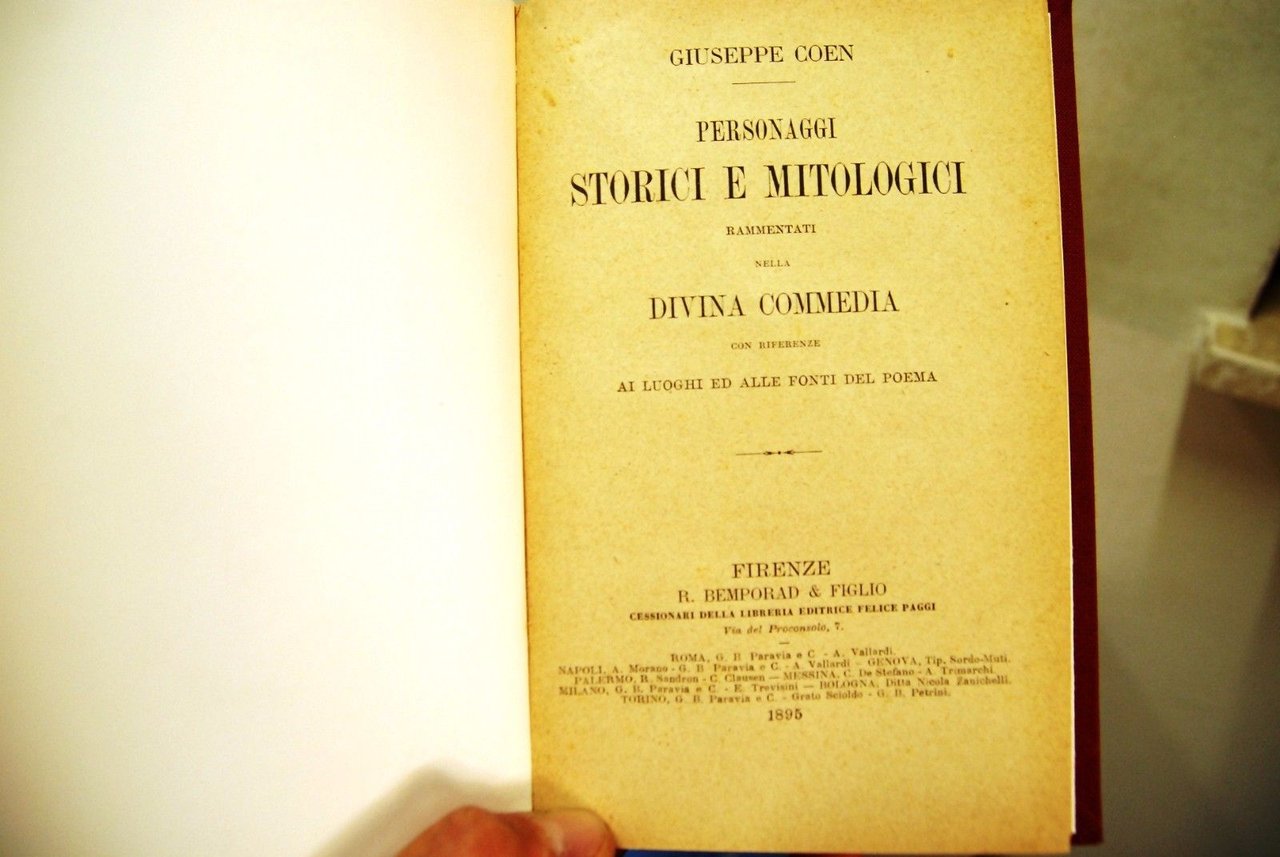 GIUSEPPE COEN
PERSONAGGI
STORICI E MITOLOGICI
RAMMENTATI
NELLA
DIVINA COMMEDIA
CON RIFERENZE
AI LUOGHI ED ALLE FONTI DEL POEMA
FIRENZE
R. BEMPORAD & FIGLIO
CESSIONARI DELLA LIBRERIA EDITRICE FELICE PAGGI
Via del Proconsolo, 7.
ROMA, G. B. Paravia e C. - A. Vallardi.
NAPOLI, A. Morano - G. B. Paravia e C. - A. Vallardi - GENOVA, Tip. Sordo-Muti.
PALERMO, R. Sandron - C. Clausen — MESSINA, C. De Stefano - A. Trimarchi.
MILANO, G. B. Paravia e C. - E. Trevisini — BOLOGNA, Ditta Nicola Zanichelli.
TORINO, G. B. Paravia e C. - Grato Scioldo - G. B. Petrini.
1895